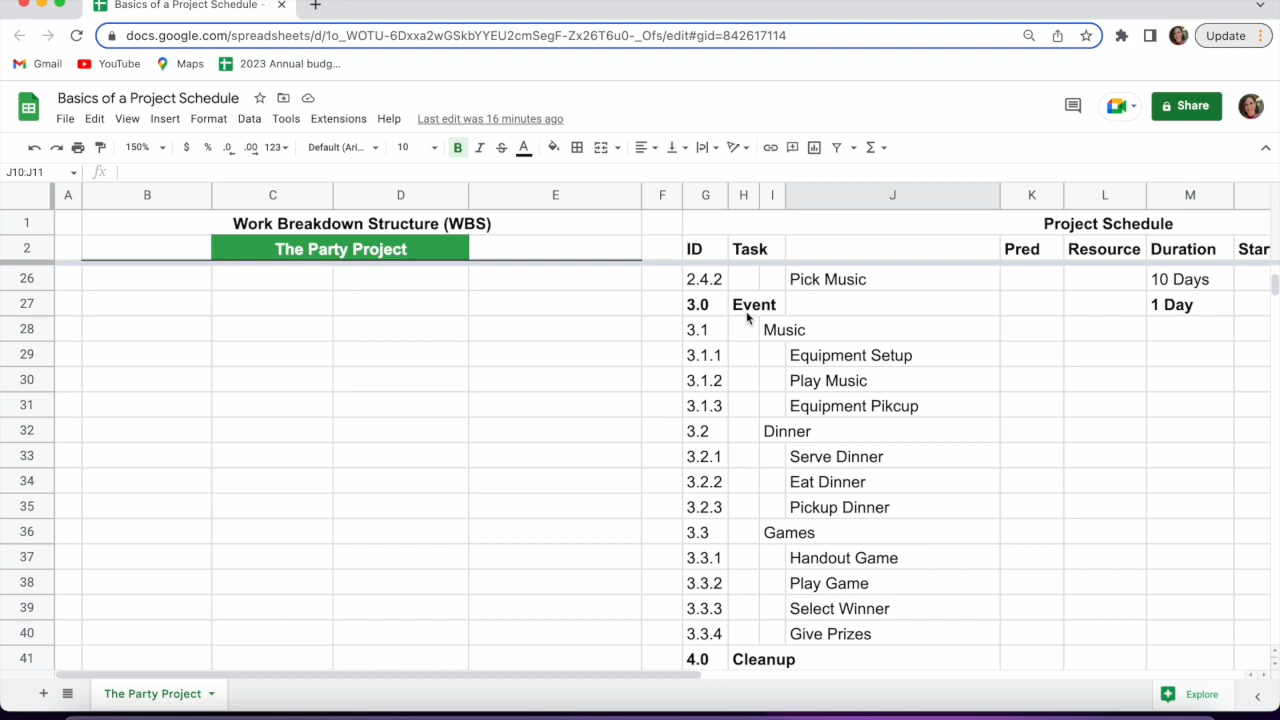 Basics of a Project Schedule -
docs.google.com/spreadsheets/d/1o_WOTU-6Dxxa2wGSkbYYEU2cmSegF-Zx26T6u0-_Ofs/edit#gid=842617114
Update
Gmail YouTube Maps 2023 Annual budg...
Basics of a Project Schedule
File Edit View Insert Format Data Tools Extensions Help Last edit was 16 minutes ago
Share
150% $ % .0 .00 123 Default (Ari... 10 B I S A
J10:J11 fx
A B C D E F G H I J K L M
1 Work Breakdown Structure (WBS) Project Schedule
2 The Party Project ID Task Pred Resource Duration Star
26 2.4.2 Pick Music 10 Days
27 3.0 Event 1 Day
28 3.1 Music
29 3.1.1 Equipment Setup
30 3.1.2 Play Music
31 3.1.3 Equipment Pikcup
32 3.2 Dinner
33 3.2.1 Serve Dinner
34 3.2.2 Eat Dinner
35 3.2.3 Pickup Dinner
36 3.3 Games
37 3.3.1 Handout Game
38 3.3.2 Play Game
39 3.3.3 Select Winner
40 3.3.4 Give Prizes
41 4.0 Cleanup
The Party Project Explore